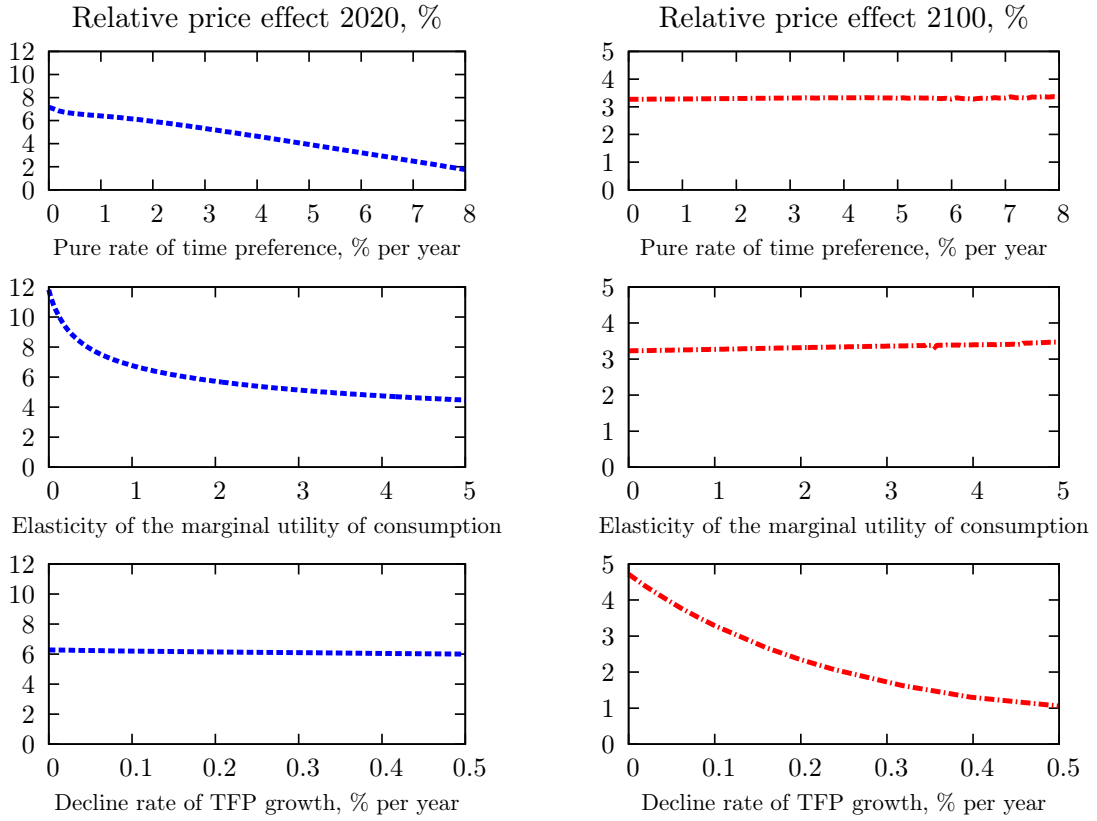 Relative price effect 2020, %
12
10
8
6
4
2
0
0 1 2 3 4 5 6 7 8
Pure rate of time preference, % per year
Relative price effect 2100, %
5
4
3
2
1
0
0 1 2 3 4 5 6 7 8
Pure rate of time preference, % per year
12
10
8
6
4
2
0
0 1 2 3 4 5
Elasticity of the marginal utility of consumption
5
4
3
2
1
0
0 1 2 3 4 5
Elasticity of the marginal utility of consumption
12
10
8
6
4
2
0
0 0.1 0.2 0.3 0.4 0.5
Decline rate of TFP growth, % per year
5
4
3
2
1
0
0 0.1 0.2 0.3 0.4 0.5
Decline rate of TFP growth, % per year